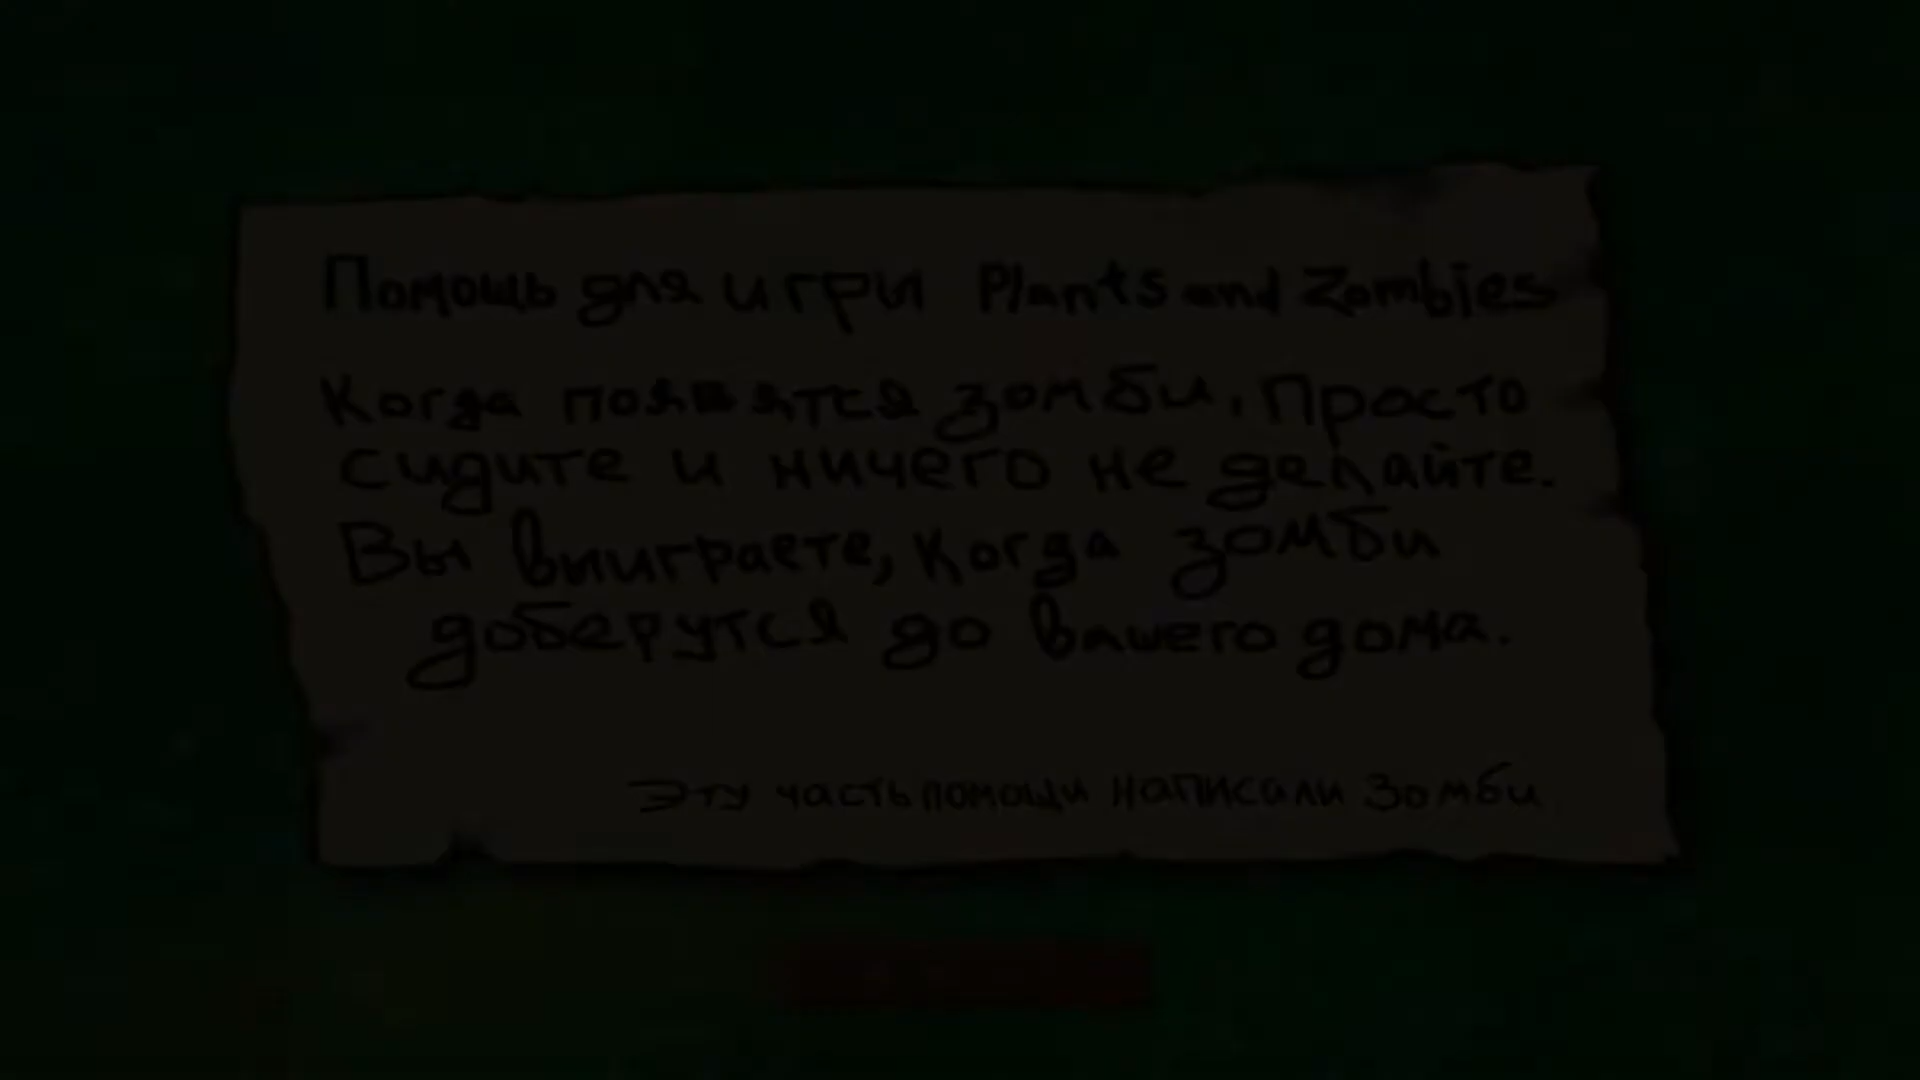 Помощь для игри Plants and Zombies
Когда появятся зомби. Просто
сидите и ничего не делайте.
Вы выиграете, когда зомби
доберутся до вашего дома.
Эту часть помощи написали Зомби